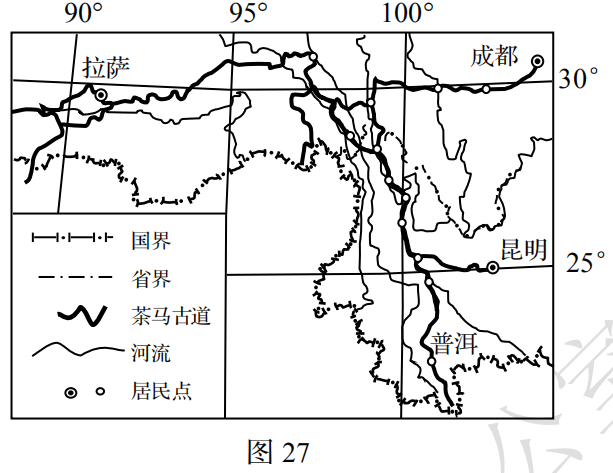 90° 95° 100°
成都
拉萨
30°
昆明
25°
国界
省界
茶马古道
普洱
河流
居民点
图 27